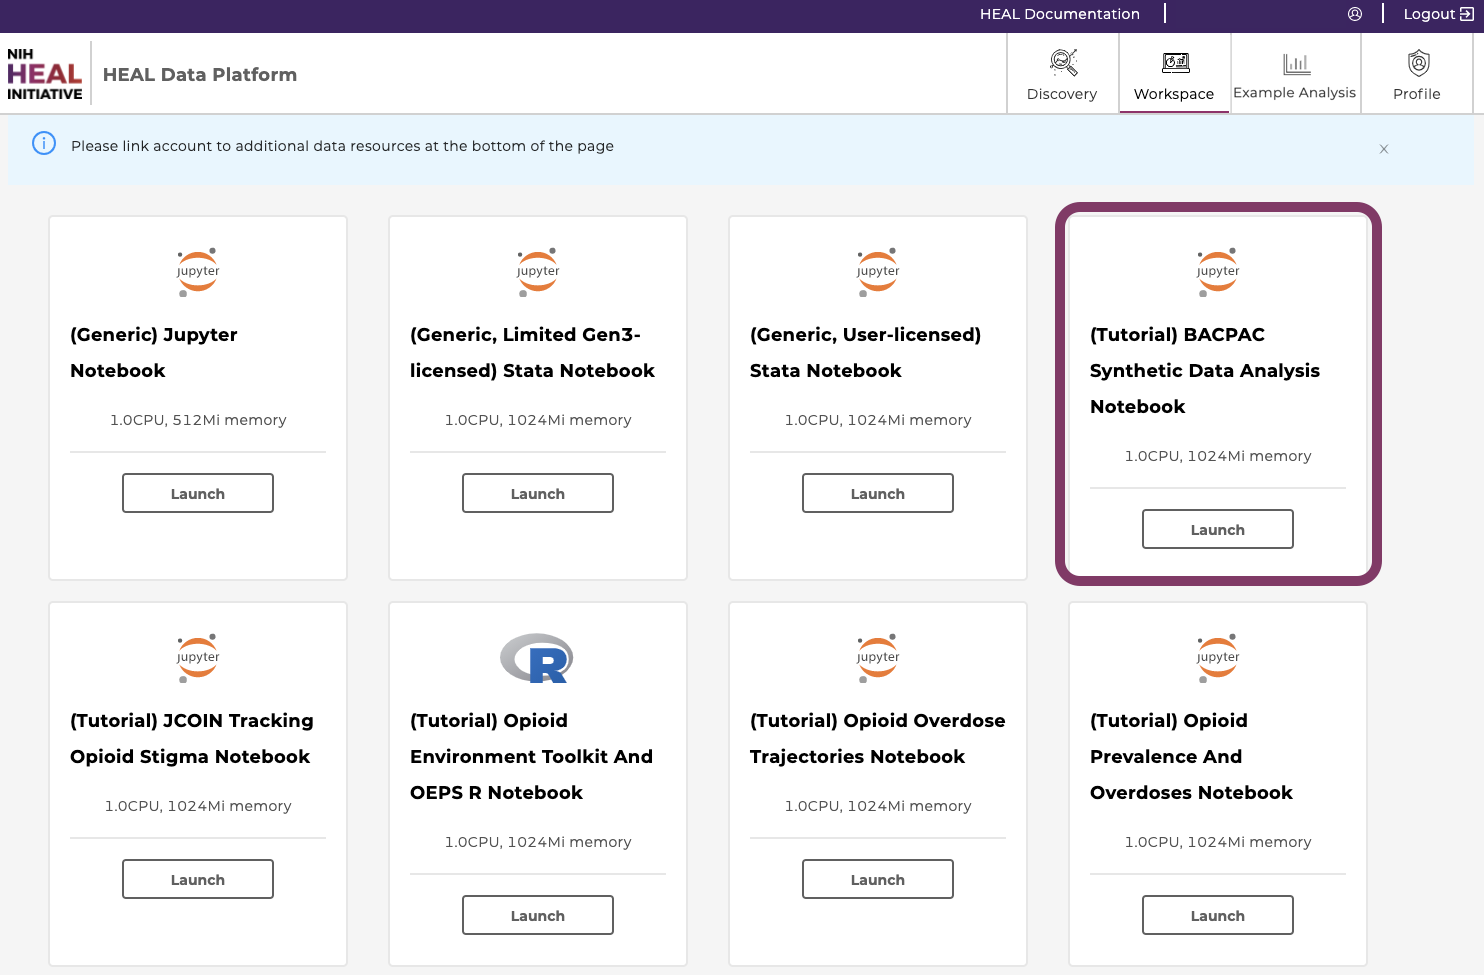 HEAL Documentation
Logout
NIH
HEAL
INITIATIVE
HEAL Data Platform
Discovery
Workspace
Example Analysis
Profile
Please link account to additional data resources at the bottom of the page
jupyter
(Generic) Jupyter
Notebook
1.0CPU, 512Mi memory
Launch
jupyter
(Generic, Limited Gen3-
licensed) Stata Notebook
1.0CPU, 1024Mi memory
Launch
jupyter
(Generic, User-licensed)
Stata Notebook
1.0CPU, 1024Mi memory
Launch
jupyter
(Tutorial) BACPAC
Synthetic Data Analysis
Notebook
1.0CPU, 1024Mi memory
Launch
jupyter
(Tutorial) JCOIN Tracking
Opioid Stigma Notebook
1.0CPU, 1024Mi memory
Launch
R
(Tutorial) Opioid
Environment Toolkit And
OEPS R Notebook
1.0CPU, 1024Mi memory
Launch
jupyter
(Tutorial) Opioid Overdose
Trajectories Notebook
1.0CPU, 1024Mi memory
Launch
jupyter
(Tutorial) Opioid
Prevalence And
Overdoses Notebook
1.0CPU, 1024Mi memory
Launch